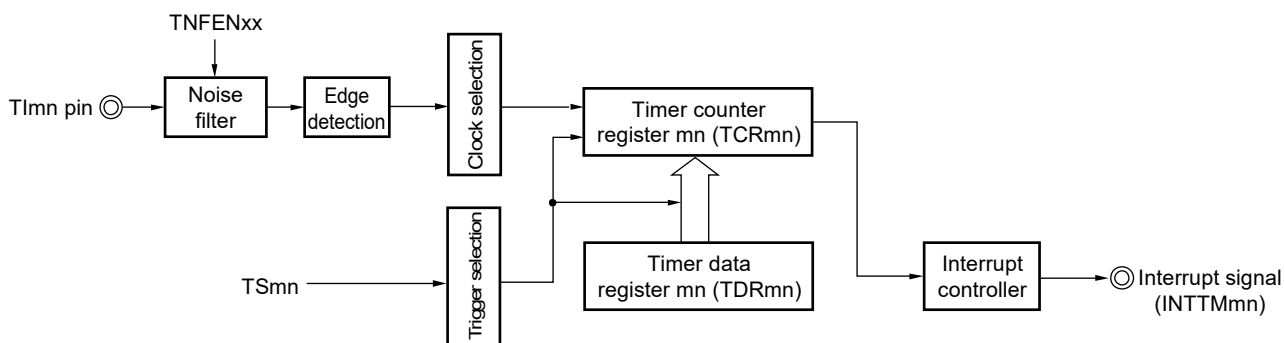 TNFENxx
TImn pin
Noise
filter
Edge
detection
Clock selection
Timer counter
register mn (TCRmn)
TSmn
Trigger selection
Timer data
register mn (TDRmn)
Interrupt
controller
Interrupt signal
(INTTMmn)